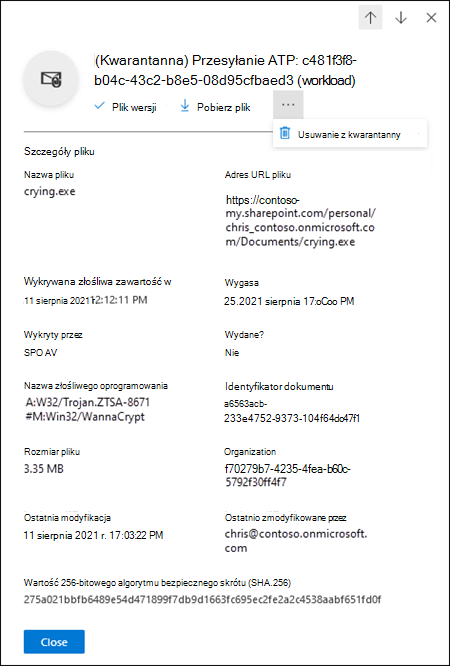 (Kwarantanna) Przesyłanie ATP: c481f3f8-
b04c-43c2-b8e5-08d95cfbaed3 (workload)
Plik wersji
Pobierz plik
Usuwanie z kwarantanny
Szczegóły pliku
Nazwa pliku
crying.exe
Adres URL pliku
https://contoso-
my.sharepoint.com/personal/
chris_contoso.onmicrosoft.co
m/Documents/crying.exe
Wykrywana złośliwa zawartość w
11 sierpnia 2021 12:12:11 PM
Wygasa
25.2021 sierpnia 17:oCoo PM
Wykryty przez
SPO AV
Wydane?
Nie
Nazwa złośliwego oprogramowania
A:W32/Trojan.ZTSA-8671
#M:Win32/WannaCrypt
Identyfikator dokumentu
a6563acb-
233e4752-9373-104f64dc47f1
Rozmiar pliku
3.35 MB
Organization
f70279b7-4235-4fea-b60c-
5792f30ff4f7
Ostatnia modyfikacja
11 sierpnia 2021 r. 17:03:22 PM
Ostatnio zmodyfikowane przez
chris@contoso.onmicrosoft.
com
Wartość 256-bitowego algorytmu bezpiecznego skrótu (SHA.256)
275a021bbfb6489e54d471899f7db9d1663fc695ec2fe2a2c4538aabf651fd0f
Close